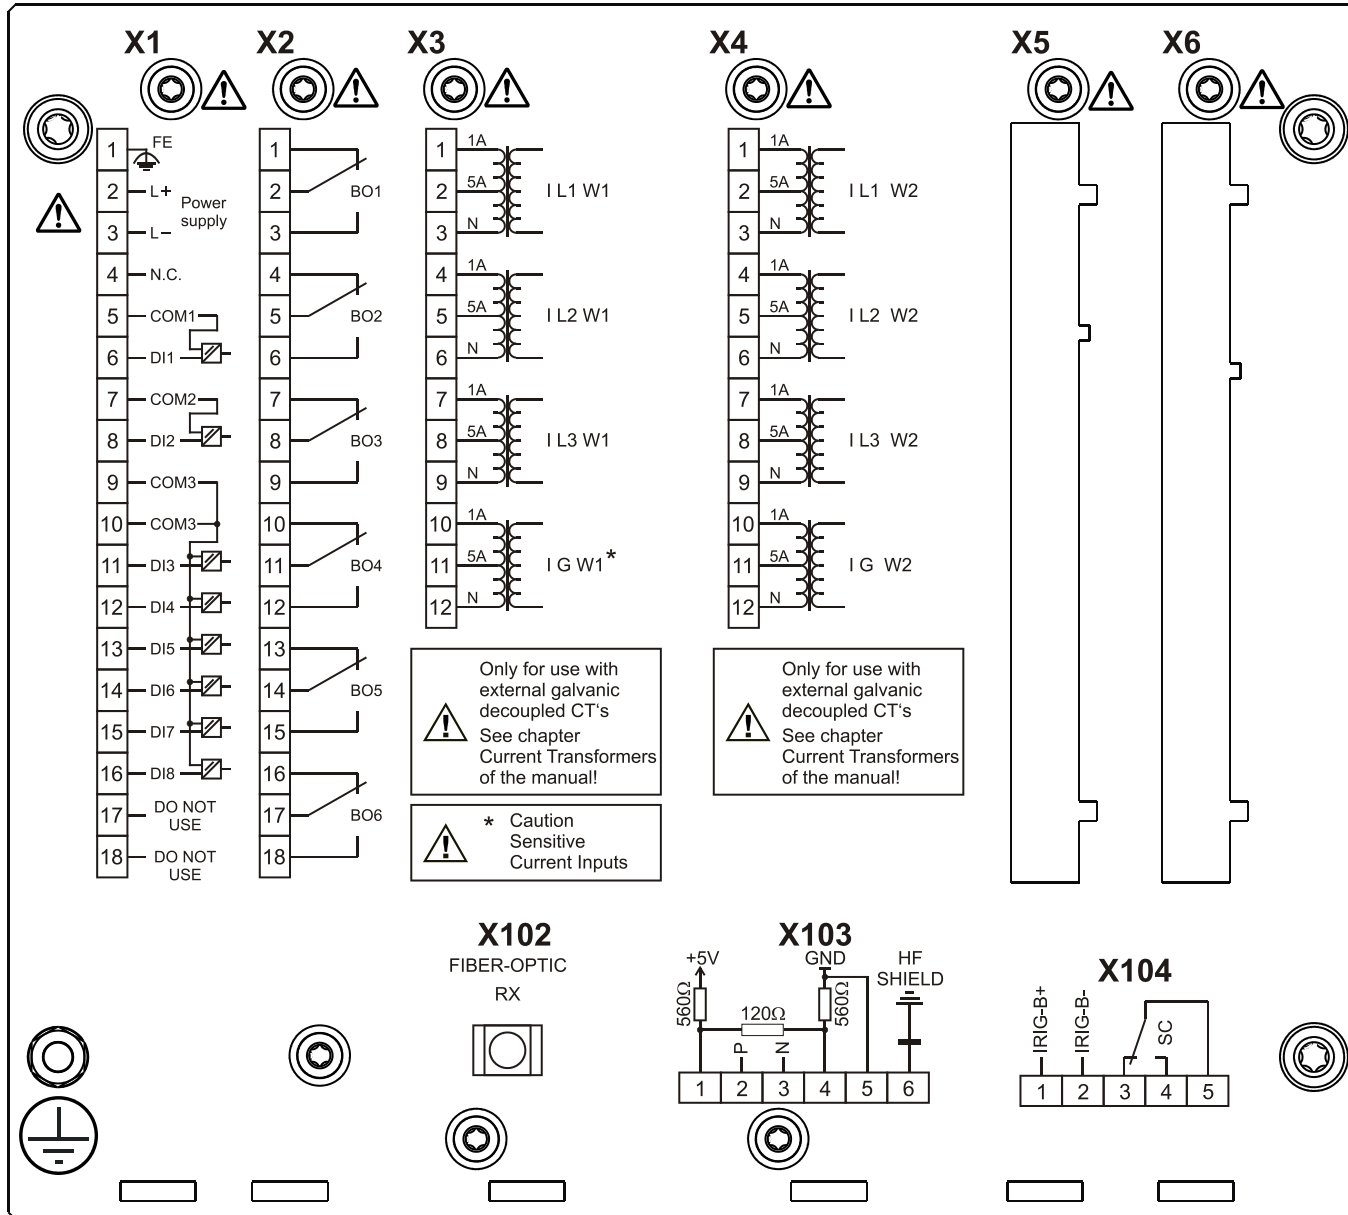 X1
X2
X3
X4
X5
X6
1 FE
2 L+
Power
supply
3 L–
4 N.C.
5 COM1
6 DI1
7 COM2
8 DI2
9 COM3
10 COM3
11 DI3
12 DI4
13 DI5
14 DI6
15 DI7
16 DI8
17 DO NOT
USE
18 DO NOT
USE
1
2 BO1
3
4
5 BO2
6
7
8 BO3
9
10
11 BO4
12
13
14 BO5
15
16
17 BO6
18
1 1A
2 5A I L1 W1
3 N
4 1A
5 5A I L2 W1
6 N
7 1A
8 5A I L3 W1
9 N
10 1A
11 5A I G W1*
12 N
Only for use with
external galvanic
decoupled CT‘s
See chapter
Current Transformers
of the manual!
* Caution
Sensitive
Current Inputs
1 1A
2 5A I L1 W2
3 N
4 1A
5 5A I L2 W2
6 N
7 1A
8 5A I L3 W2
9 N
10 1A
11 5A I G W2
12 N
Only for use with
external galvanic
decoupled CT‘s
See chapter
Current Transformers
of the manual!
X102
FIBER-OPTIC
RX
X103
+5V
GND
HF
SHIELD
560Ω
120Ω
560Ω
P
N
1 2 3 4 5 6
X104
IRIG-B+
IRIG-B-
SC
1 2 3 4 5